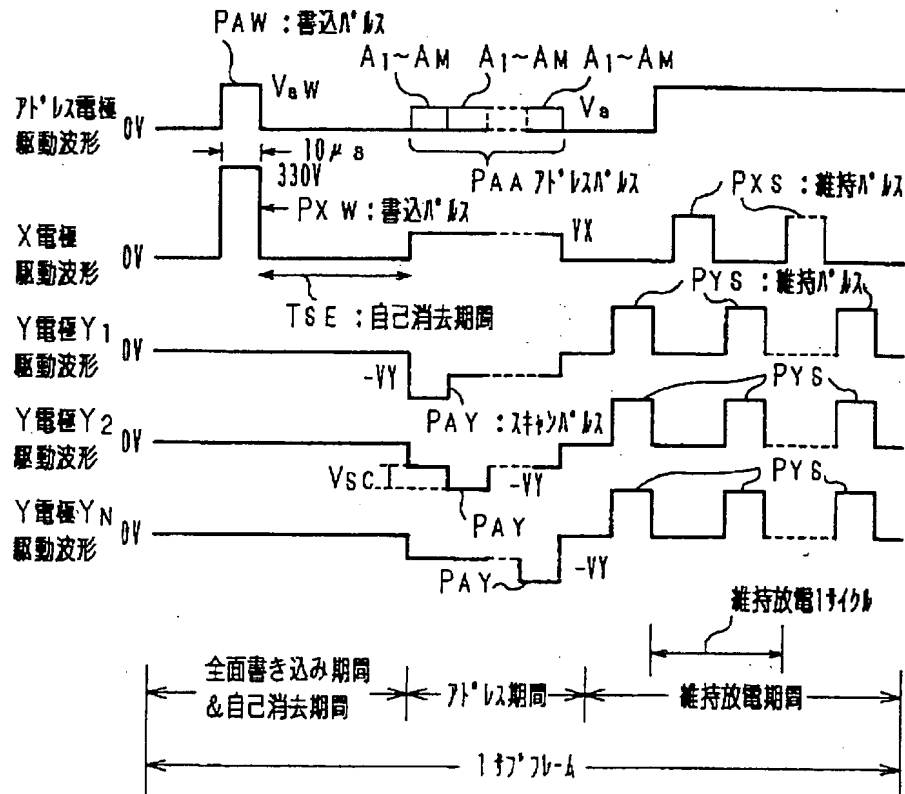 PAW：書込パルス
VaW
A1~AM A1~AM A1~AM
アドレス電極
駆動波形
0V
Va
10μs
330V
PAA アドレスパルス
PXW：書込パルス
PXS：維持パルス
X電極
駆動波形
0V
VX
TSE：自己消去期間
PYS：維持パルス
Y電極Y1
駆動波形
0V
-VY
PYS
PAY：スキャンパルス
Y電極Y2
駆動波形
0V
VSC
-VY
PAY
PYS
Y電極YN
駆動波形
0V
PAY
-VY
維持放電1サイクル
全面書き込み期間
&自己消去期間
アドレス期間
維持放電期間
1サブフレーム